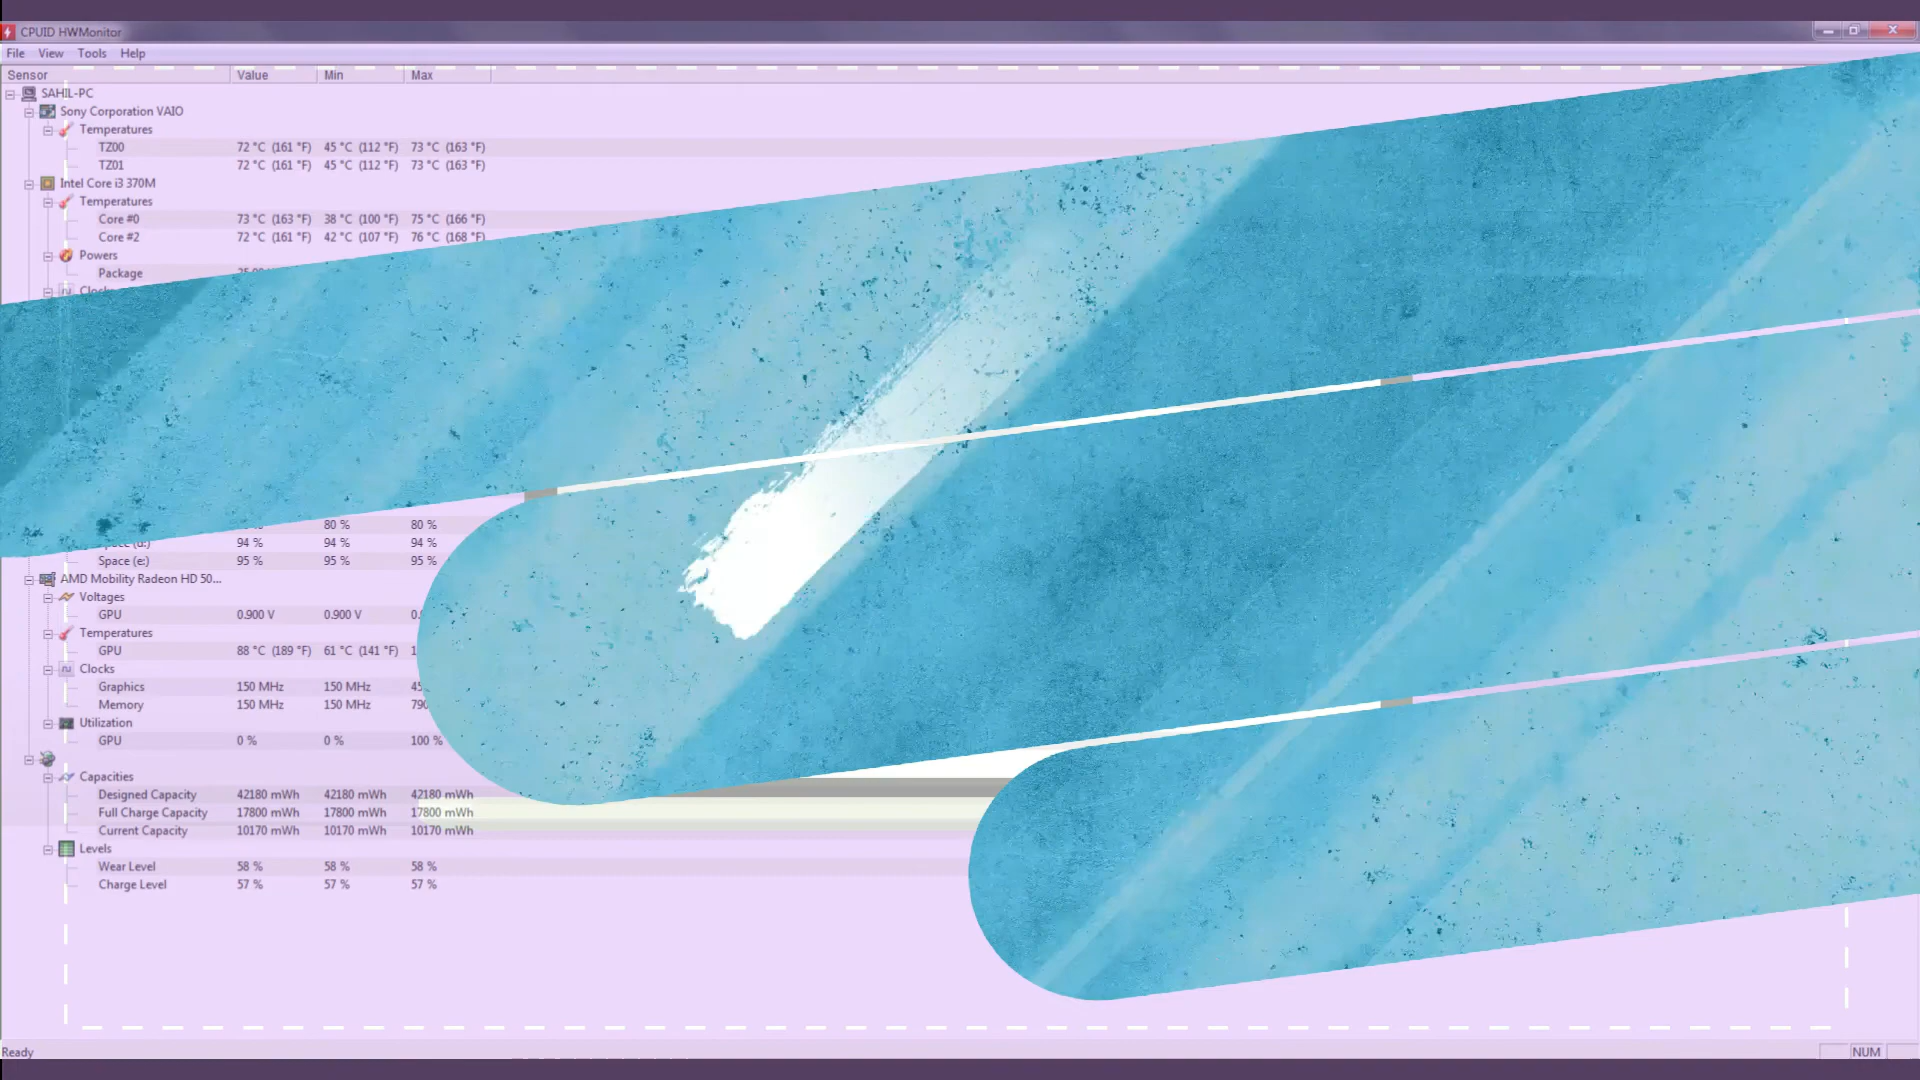 CPUID HWMonitor
File View Tools Help
Sensor Value Min Max
SAHIL-PC
Sony Corporation VAIO
Temperatures
TZ00 72 °C (161 °F) 45 °C (112 °F) 73 °C (163 °F)
TZ01 72 °C (161 °F) 45 °C (112 °F) 73 °C (163 °F)
Intel Core i3 370M
Temperatures
Core #0 73 °C (163 °F) 38 °C (100 °F) 75 °C (166 °F)
Core #2 72 °C (161 °F) 42 °C (107 °F) 76 °C (168 °F)
Powers
Package
80 % 80 %
94 % 94 % 94 %
Space (e:) 95 % 95 % 95 %
AMD Mobility Radeon HD 50...
Voltages
GPU 0.900 V 0.900 V
Temperatures
GPU 88 °C (189 °F) 61 °C (141 °F)
Clocks
Graphics 150 MHz 150 MHz
Memory 150 MHz 150 MHz
Utilization
GPU 0 % 0 % 100 %
Capacities
Designed Capacity 42180 mWh 42180 mWh 42180 mWh
Full Charge Capacity 17800 mWh 17800 mWh 17800 mWh
Current Capacity 10170 mWh 10170 mWh 10170 mWh
Levels
Wear Level 58 % 58 % 58 %
Charge Level 57 % 57 % 57 %
Ready NUM